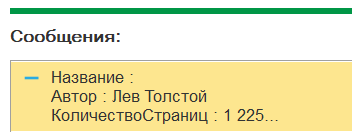 Сообщения:
Название :
Автор : Лев Толстой
КоличествоСтраниц : 1 225...